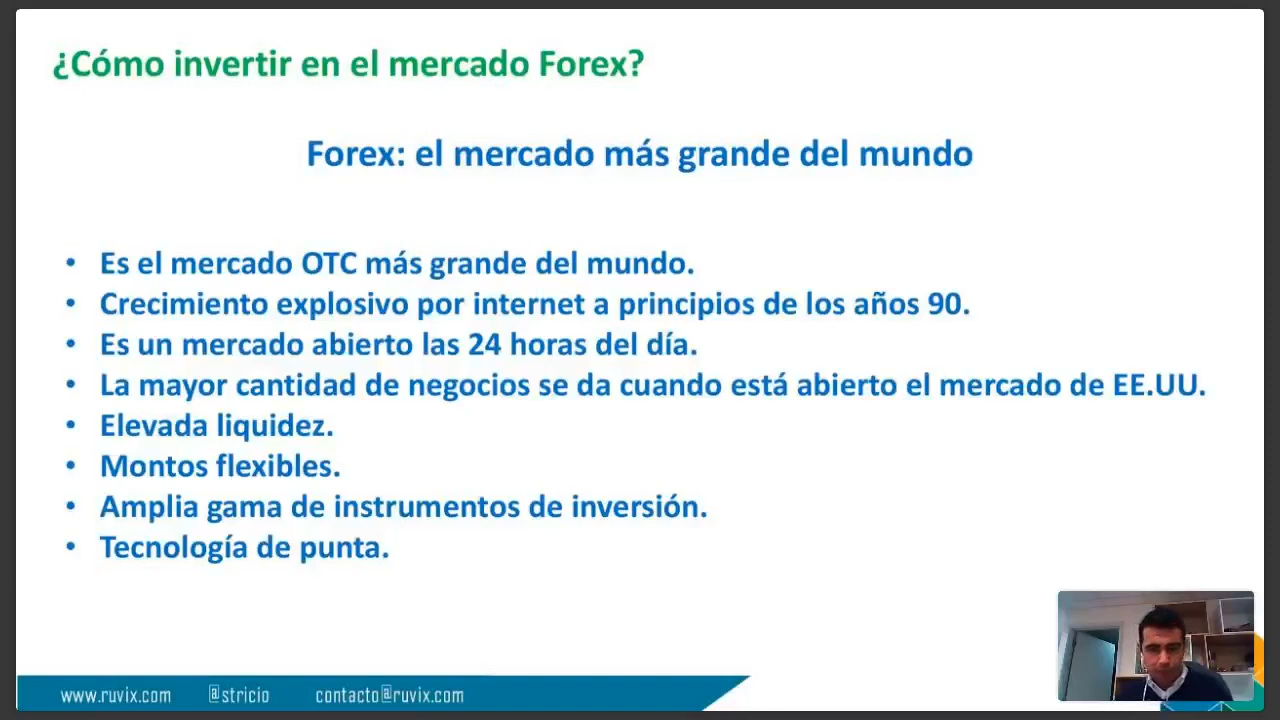 ¿Cómo invertir en el mercado Forex?
Forex: el mercado más grande del mundo
• Es el mercado OTC más grande del mundo.
• Crecimiento explosivo por internet a principios de los años 90.
• Es un mercado abierto las 24 horas del día.
• La mayor cantidad de negocios se da cuando está abierto el mercado de EE.UU.
• Elevada liquidez.
• Montos flexibles.
• Amplia gama de instrumentos de inversión.
• Tecnología de punta.
www.ruvix.com @stricio contacto@ruvix.com